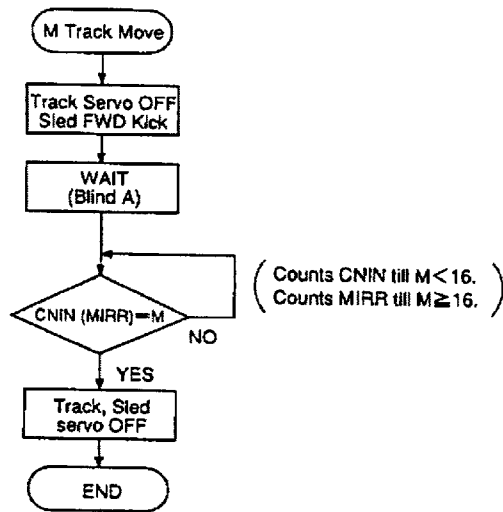 M Track Move
Track Servo OFF
Sled FWD Kick
WAIT
(Blind A)
CNIN (MIRR)=M
NO
( Counts CNIN till M<16.
Counts MIRR till M≧16. )
YES
Track, Sled
servo OFF
END